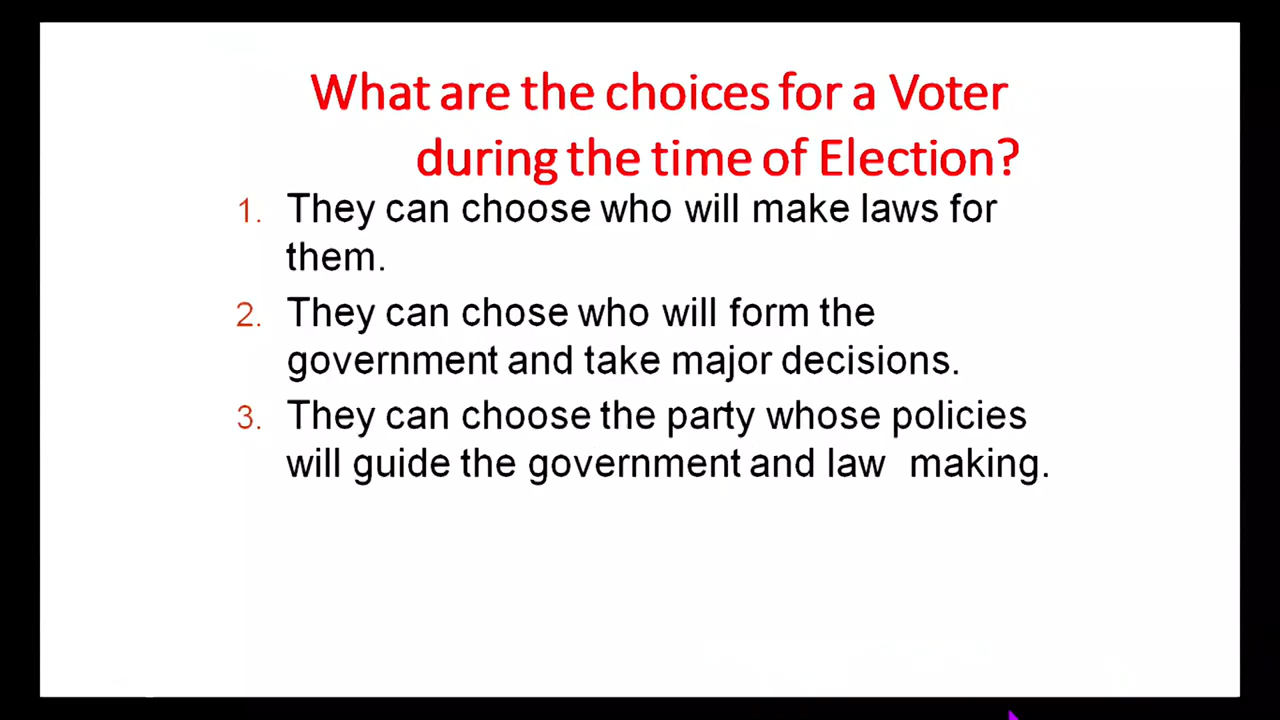 What are the choices for a Voter
during the time of Election?
1. They can choose who will make laws for
them.
2. They can chose who will form the
government and take major decisions.
3. They can choose the party whose policies
will guide the government and law making.